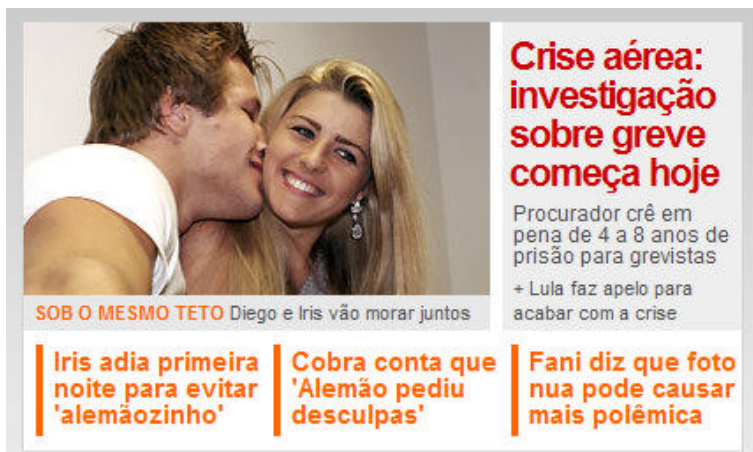 Crise aérea:
investigação
sobre greve
começa hoje
Procurador crê em
pena de 4 a 8 anos de
prisão para grevistas
+ Lula faz apelo para
acabar com a crise
SOB O MESMO TETO Diego e Iris vão morar juntos
Iris adia primeira
noite para evitar
'alemãozinho'
Cobra conta que
'Alemão pediu
desculpas'
Fani diz que foto
nua pode causar
mais polêmica